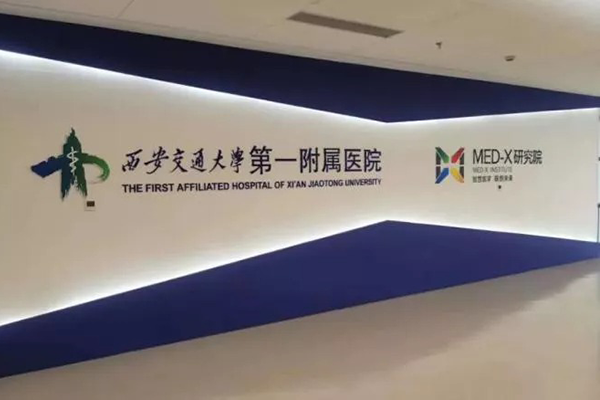 西安交通大学第一附属医院
THE FIRST AFFILIATED HOSPITAL OF XI'AN JIAOTONG UNIVERSITY
MED-X研究院
MED-X INSTITUTE